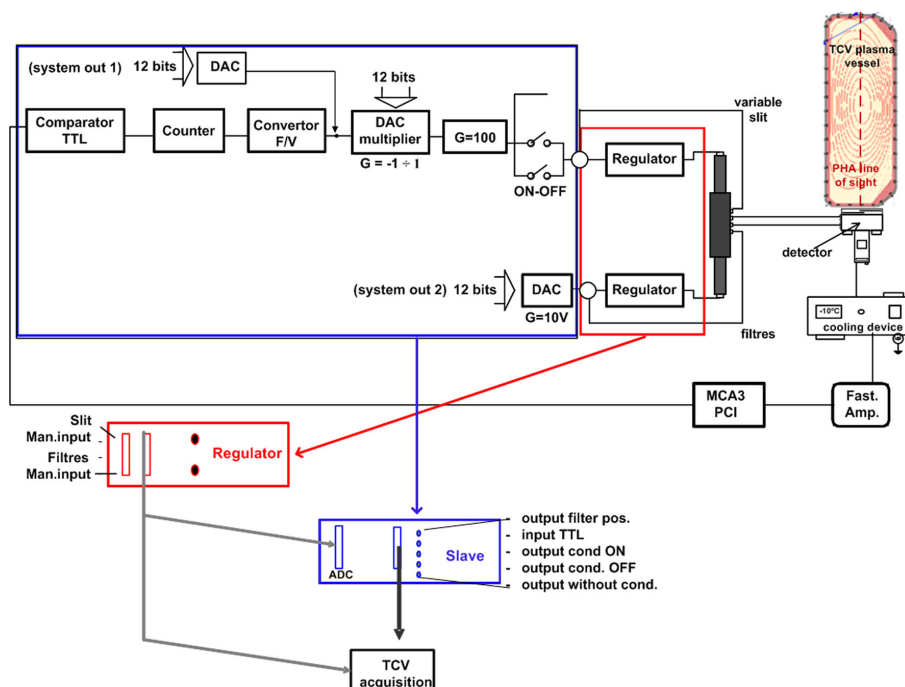 TCV plasma
vessel
PHA line
of sight
(system out 1) 12 bits
DAC
12 bits
variable
slit
Comparator
TTL
Counter
Convertor
F/V
DAC
multiplier
G=100
G = -1 ÷ 1
ON-OFF
Regulator
detector
(system out 2) 12 bits
DAC
G=10V
Regulator
filtres
-10°C
cooling device
MCA3
PCI
Fast.
Amp.
Slit
Man.input
Filtres
Man.input
Regulator
ADC
Slave
- output filter pos.
- input TTL
- output cond ON
- output cond. OFF
- output without cond.
TCV
acquisition